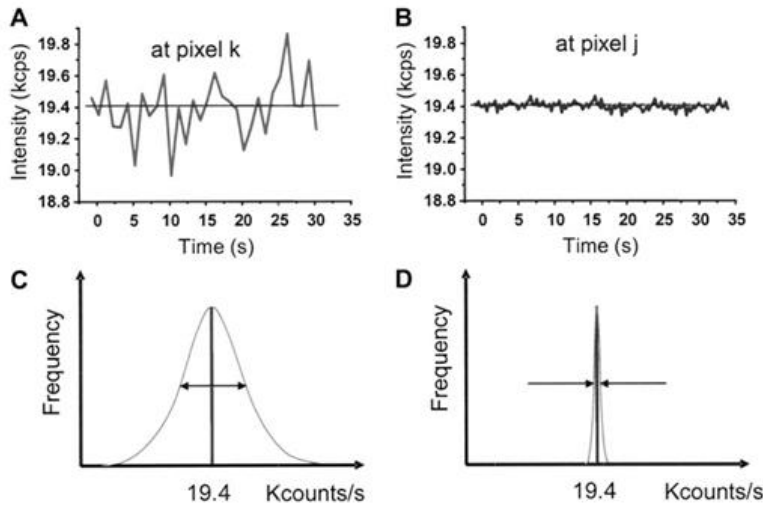 A
at pixel k
Intensity (kcps)
19.8
19.6
19.4
19.2
19.0
18.8
0 5 10 15 20 25 30 35
Time (s)
B
at pixel j
Intensity (kcps)
19.8
19.6
19.4
19.2
19.0
18.8
0 5 10 15 20 25 30 35
Time (s)
C
Frequency
19.4 Kcounts/s
D
Frequency
19.4 Kcounts/s